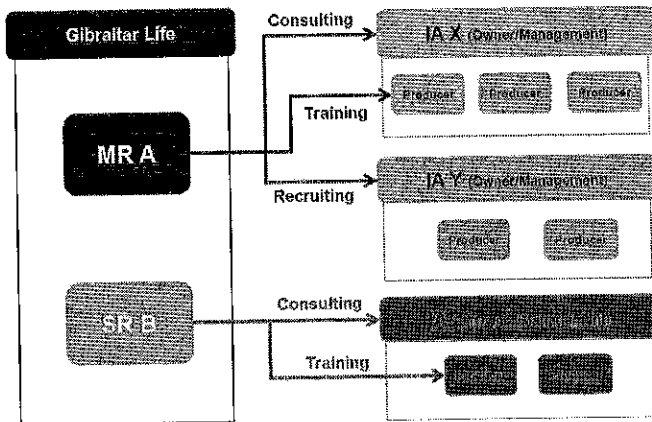 Gibraltar Life
MR A
SR B
Consulting
Training
Recruiting
IA X (Owner/Management)
Producer
Producer
Producer
IA Y (Owner/Management)
Producer
Producer
Consulting
Training